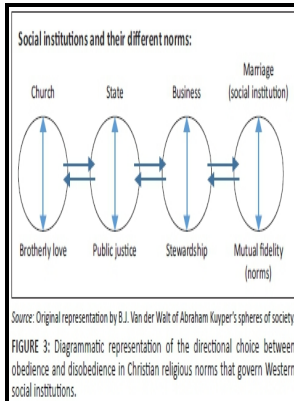 Social institutions and their different norms:
Marriage
Church State Business (social institution)
Brotherly love Public justice Stewardship Mutual fidelity
(norms)
Source: Original representation by B.J. Van der Walt of Abraham Kuyper's spheres of society.
FIGURE 3: Diagrammatic representation of the directional choice between
obedience and disobedience in Christian religious norms that govern Western
social institutions.